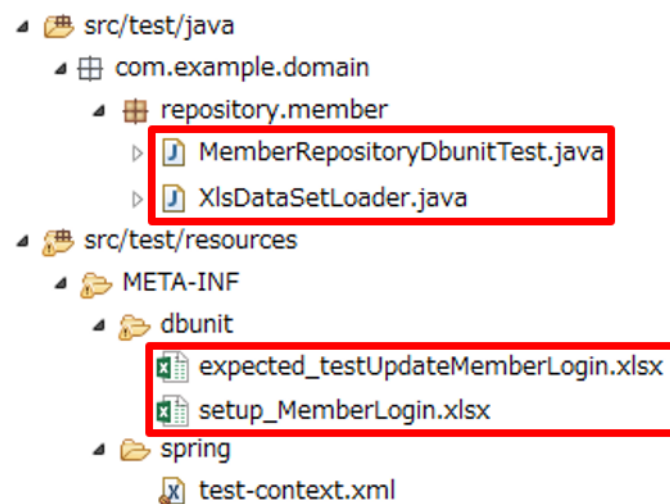 src/test/java
com.example.domain
repository.member
MemberRepositoryDbunitTest.java
XlsDataSetLoader.java
src/test/resources
META-INF
dbunit
expected_testUpdateMemberLogin.xlsx
setup_MemberLogin.xlsx
spring
test-context.xml